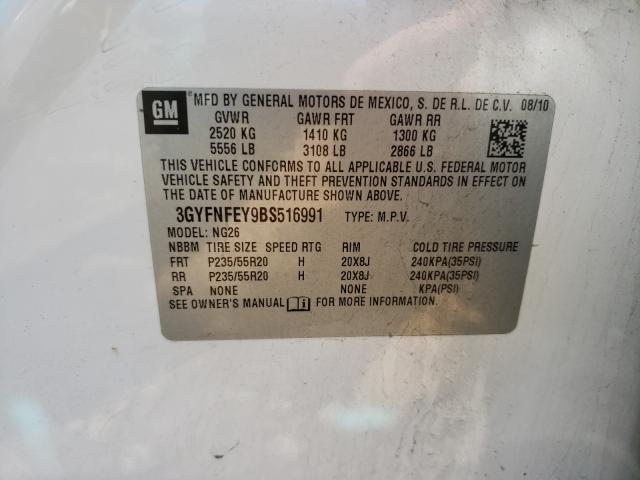 GM ® MFD BY GENERAL MOTORS DE MEXICO, S. DE R.L. DE C.V. 08/10
GVWR GAWR FRT GAWR RR
2520 KG 1410 KG 1300 KG
5556 LB 3108 LB 2866 LB
THIS VEHICLE CONFORMS TO ALL APPLICABLE U.S. FEDERAL MOTOR
VEHICLE SAFETY AND THEFT PREVENTION STANDARDS IN EFFECT ON
THE DATE OF MANUFACTURE SHOWN ABOVE.
3GYFNFEY9BS516991 TYPE: M.P.V.
MODEL: NG26
NBBM TIRE SIZE SPEED RTG RIM COLD TIRE PRESSURE
FRT P235/55R20 H 20X8J 240KPA(35PSI)
RR P235/55R20 H 20X8J 240KPA(35PSI)
SPA NONE NONE KPA(PSI)
SEE OWNER'S MANUAL FOR MORE INFORMATION.